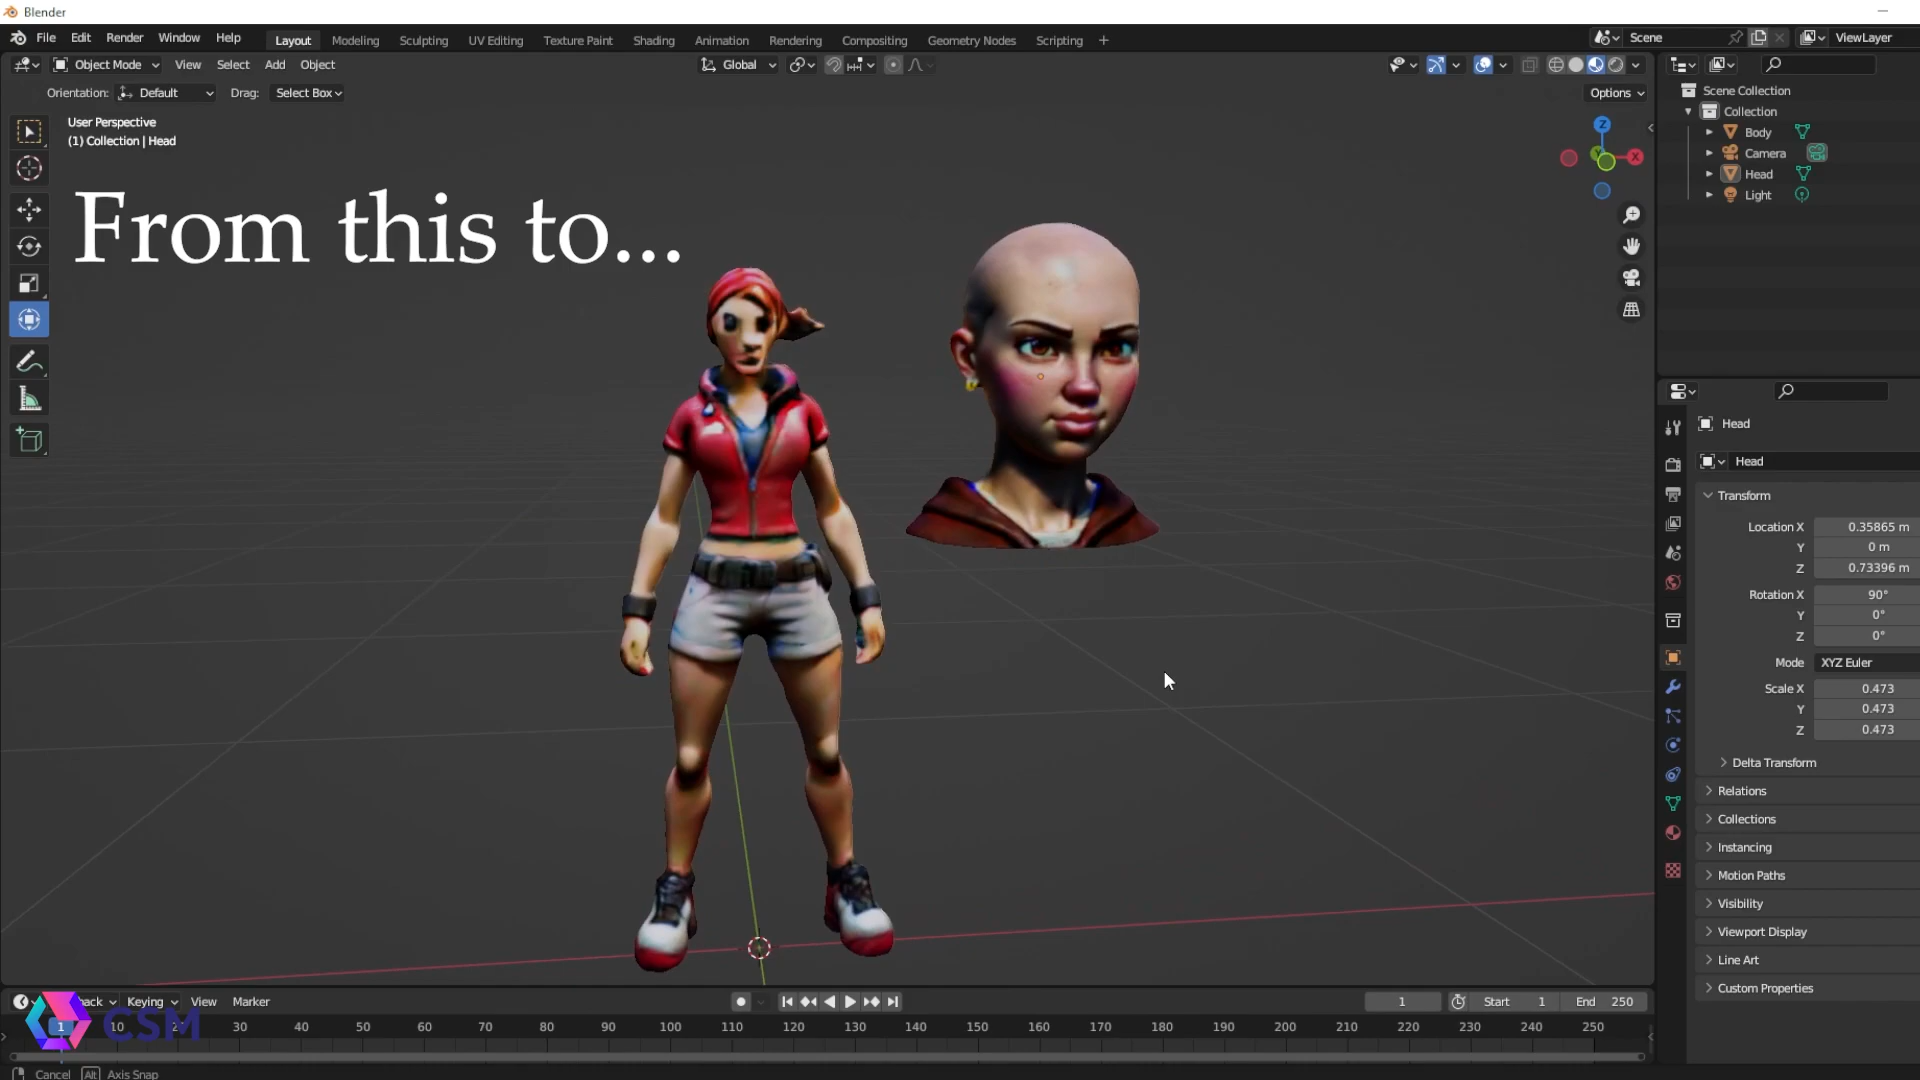 Blender
File Edit Render Window Help Layout Modeling Sculpting UV Editing Texture Paint Shading Animation Rendering Compositing Geometry Nodes Scripting + Scene ViewLayer
Object Mode View Select Add Object Global
Orientation: Default Drag: Select Box Options
User Perspective
(1) Collection | Head
From this to...
Z
X
Y
Scene Collection
Collection
Body
Camera
Head
Light
Head
Head
Transform
Location X 0.35865 m
Y 0 m
Z 0.73396 m
Rotation X 90°
Y 0°
Z 0°
Mode XYZ Euler
Scale X 0.473
Y 0.473
Z 0.473
Delta Transform
Relations
Collections
Instancing
Motion Paths
Visibility
Viewport Display
Line Art
Custom Properties
Keying View Marker 1 Start 1 End 250
1 10 20 30 40 50 60 70 80 90 100 110 120 130 140 150 160 170 180 190 200 210 220 230 240 250
CSM
Cancel Alt Axis Snap